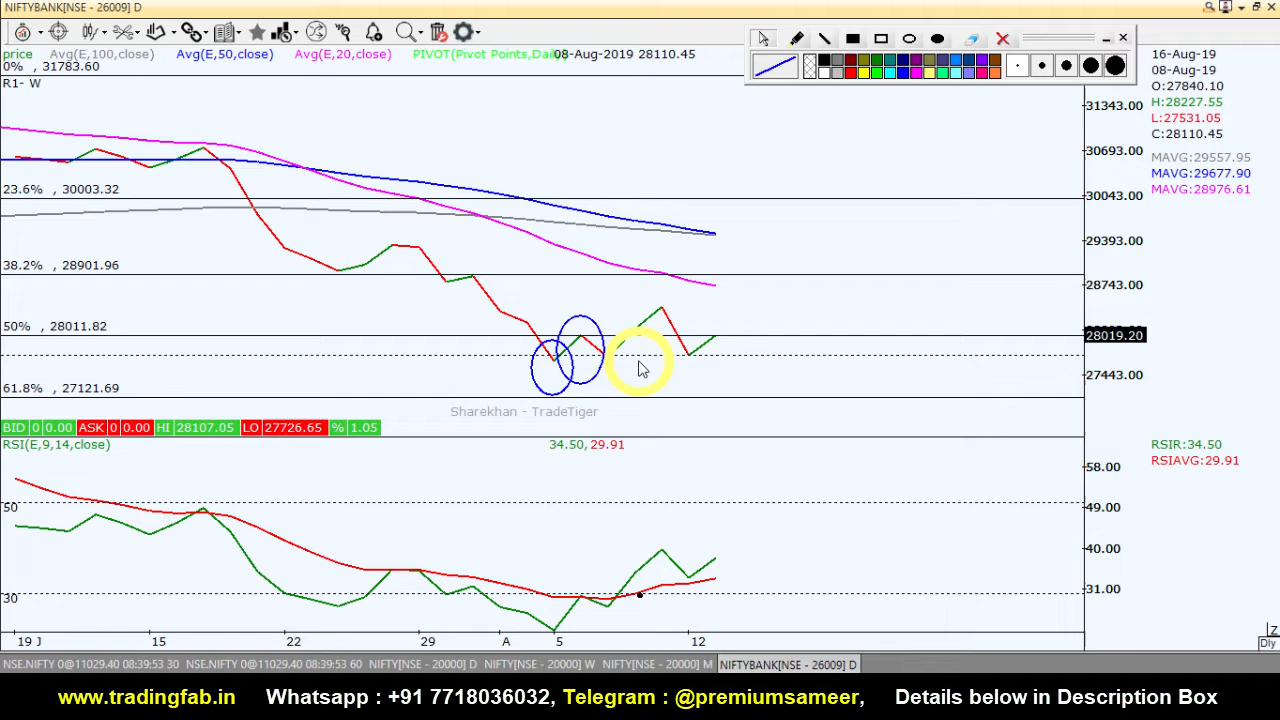 NIFTYBANK[NSE - 26009] D
price Avg(E,100,close) Avg(E,50,close) Avg(E,20,close) PIVOT(Pivot Points,Dail 08-Aug-2019 28110.45
0% , 31783.60
R1- W
23.6% , 30003.32
38.2% , 28901.96
50% , 28011.82
61.8% , 27121.69
31343.00
30693.00
30043.00
29393.00
28743.00
28019.20
27443.00
16-Aug-19
08-Aug-19
O:27840.10
H:28227.55
L:27531.05
C:28110.45
MAVG:29557.95
MAVG:29677.90
MAVG:28976.61
Sharekhan - TradeTiger
BID 0 0.00 ASK 0 0.00 HI 28107.05 LO 27726.65 % 1.05
RSI(E,9,14,close) 34.50, 29.91
RSIR:34.50
RSIAVG:29.91
50
30
58.00
49.00
40.00
31.00
19 J 15 22 29 A 5 12
Z
Dly
NSE.NIFTY 0@11029.40 08:39:53 30 NSE.NIFTY 0@11029.40 08:39:53 60 NIFTY[NSE - 20000] D NIFTY[NSE - 20000] W NIFTY[NSE - 20000] M NIFTYBANK[NSE - 26009] D
www.tradingfab.in Whatsapp : +91 7718036032, Telegram : @premiumsameer, Details below in Description Box